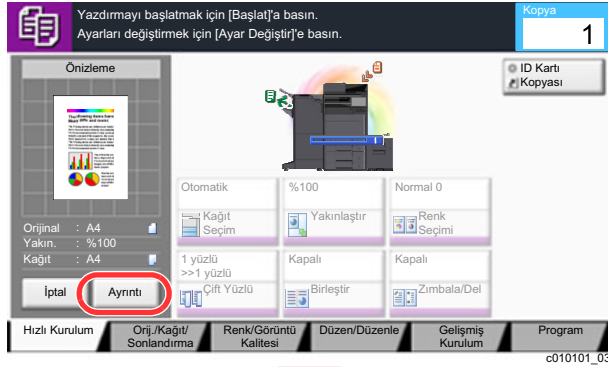 Yazdırmayı başlatmak için [Başlat]'a basın.
Ayarları değiştirmek için [Ayar Değiştir]'e basın.
Kopya
1
Önizleme
ID Kartı
Kopyası
Orijinal : A4
Yakın. : %100
Kağıt : A4
İptal
Ayrıntı
Otomatik
Kağıt
Seçim
%100
Yakınlaştır
Normal 0
Renk
Seçimi
1 yüzlü
>>1 yüzlü
Çift Yüzlü
Kapalı
Birleştir
Kapalı
Zımbala/Del
Hızlı Kurulum
Orij./Kağıt/
Sonlandırma
Renk/Görüntü
Kalitesi
Düzen/Düzenle
Gelişmiş
Kurulum
Program
c010101_03